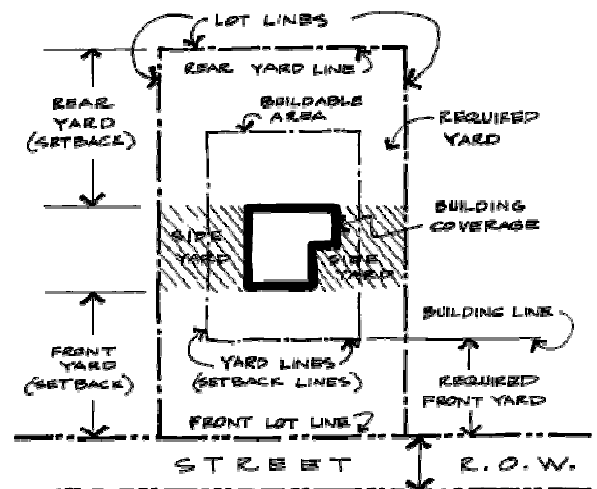 LOT LINES
REAR YARD LINE
BUILDABLE
AREA
REAR
YARD
(SETBACK)
REQUIRED
YARD
BUILDING
COVERAGE
SIDE
YARD
SIDE
YARD
BUILDING LINE
FRONT
YARD
(SETBACK)
YARD LINES
(SETBACK LINES)
REQUIRED
FRONT YARD
FRONT LOT LINE
STREET
R.O.W.